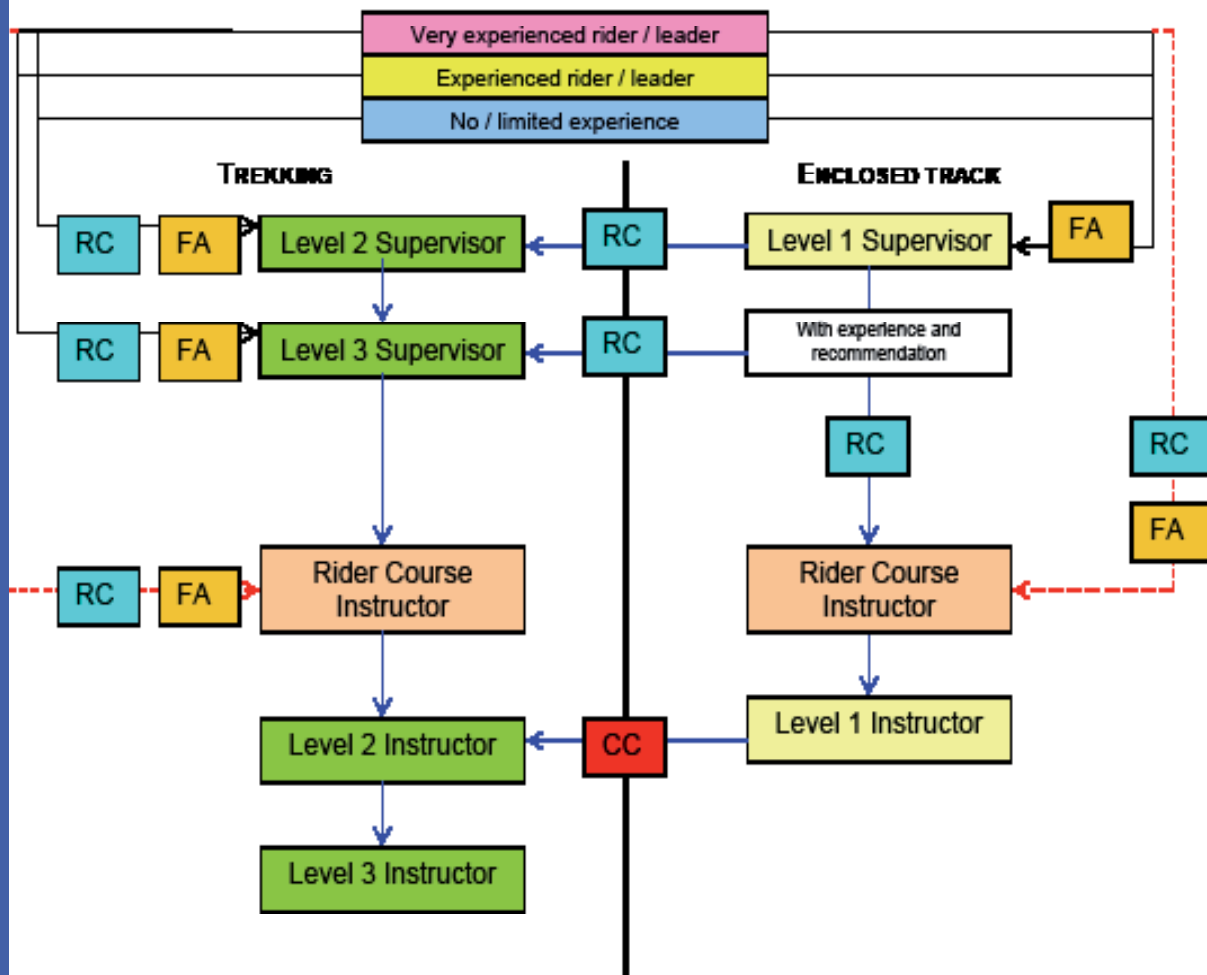 Very experienced rider / leader
Experienced rider / leader
No / limited experience
TREKKING
ENCLOSED TRACK
RC
FA
Level 2 Supervisor
RC
Level 1 Supervisor
FA
RC
FA
Level 3 Supervisor
RC
With experience and
recommendation
RC
RC
FA
RC
FA
Rider Course
Instructor
Rider Course
Instructor
Level 2 Instructor
CC
Level 1 Instructor
Level 3 Instructor